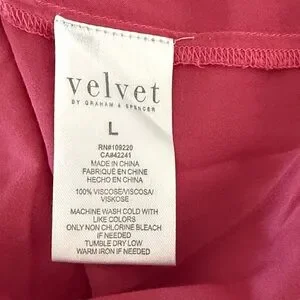 velvet
BY GRAHAM & SPENCER
L
RN#109220
CA#42241
MADE IN CHINA
FABRIQUÉ EN CHINE
HECHO EN CHINA
100% VISCOSE/VISCOSA/
VISKOSE
MACHINE WASH COLD WITH
LIKE COLORS
ONLY NON CHLORINE BLEACH
IF NEEDED
TUMBLE DRY LOW
WARM IRON IF NEEDED